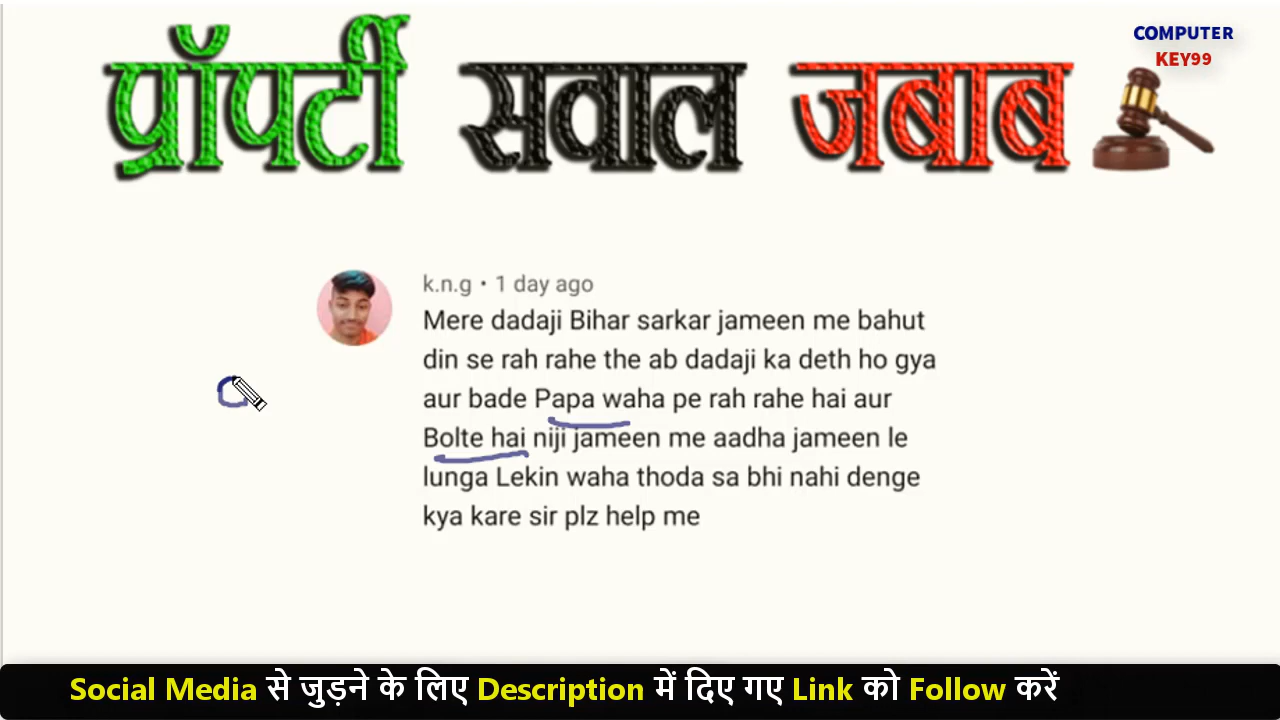 प्रॉपर्टी सवाल जबाब
COMPUTER
KEY99
k.n.g • 1 day ago
Mere dadaji Bihar sarkar jameen me bahut
din se rah rahe the ab dadaji ka deth ho gya
aur bade Papa waha pe rah rahe hai aur
Bolte hai niji jameen me aadha jameen le
lunga Lekin waha thoda sa bhi nahi denge
kya kare sir plz help me
Social Media से जुड़ने के लिए Description में दिए गए Link को Follow करें